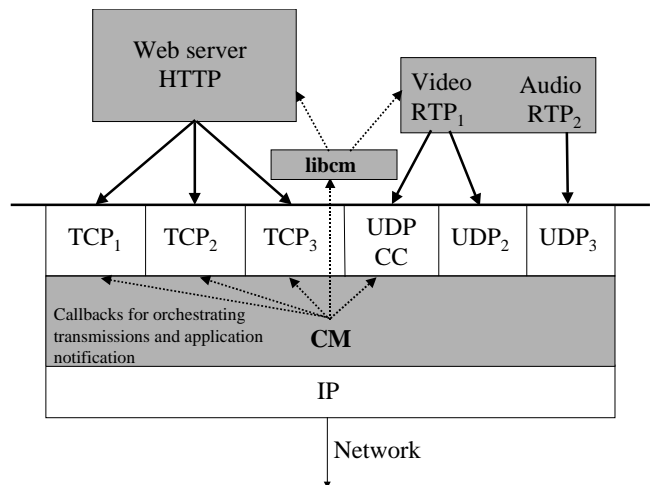 Web server
HTTP
Video Audio
RTP₁ RTP₂
libcm
TCP₁ TCP₂ TCP₃ UDP CC UDP₂ UDP₃
Callbacks for orchestrating
transmissions and application
notification
CM
IP
Network